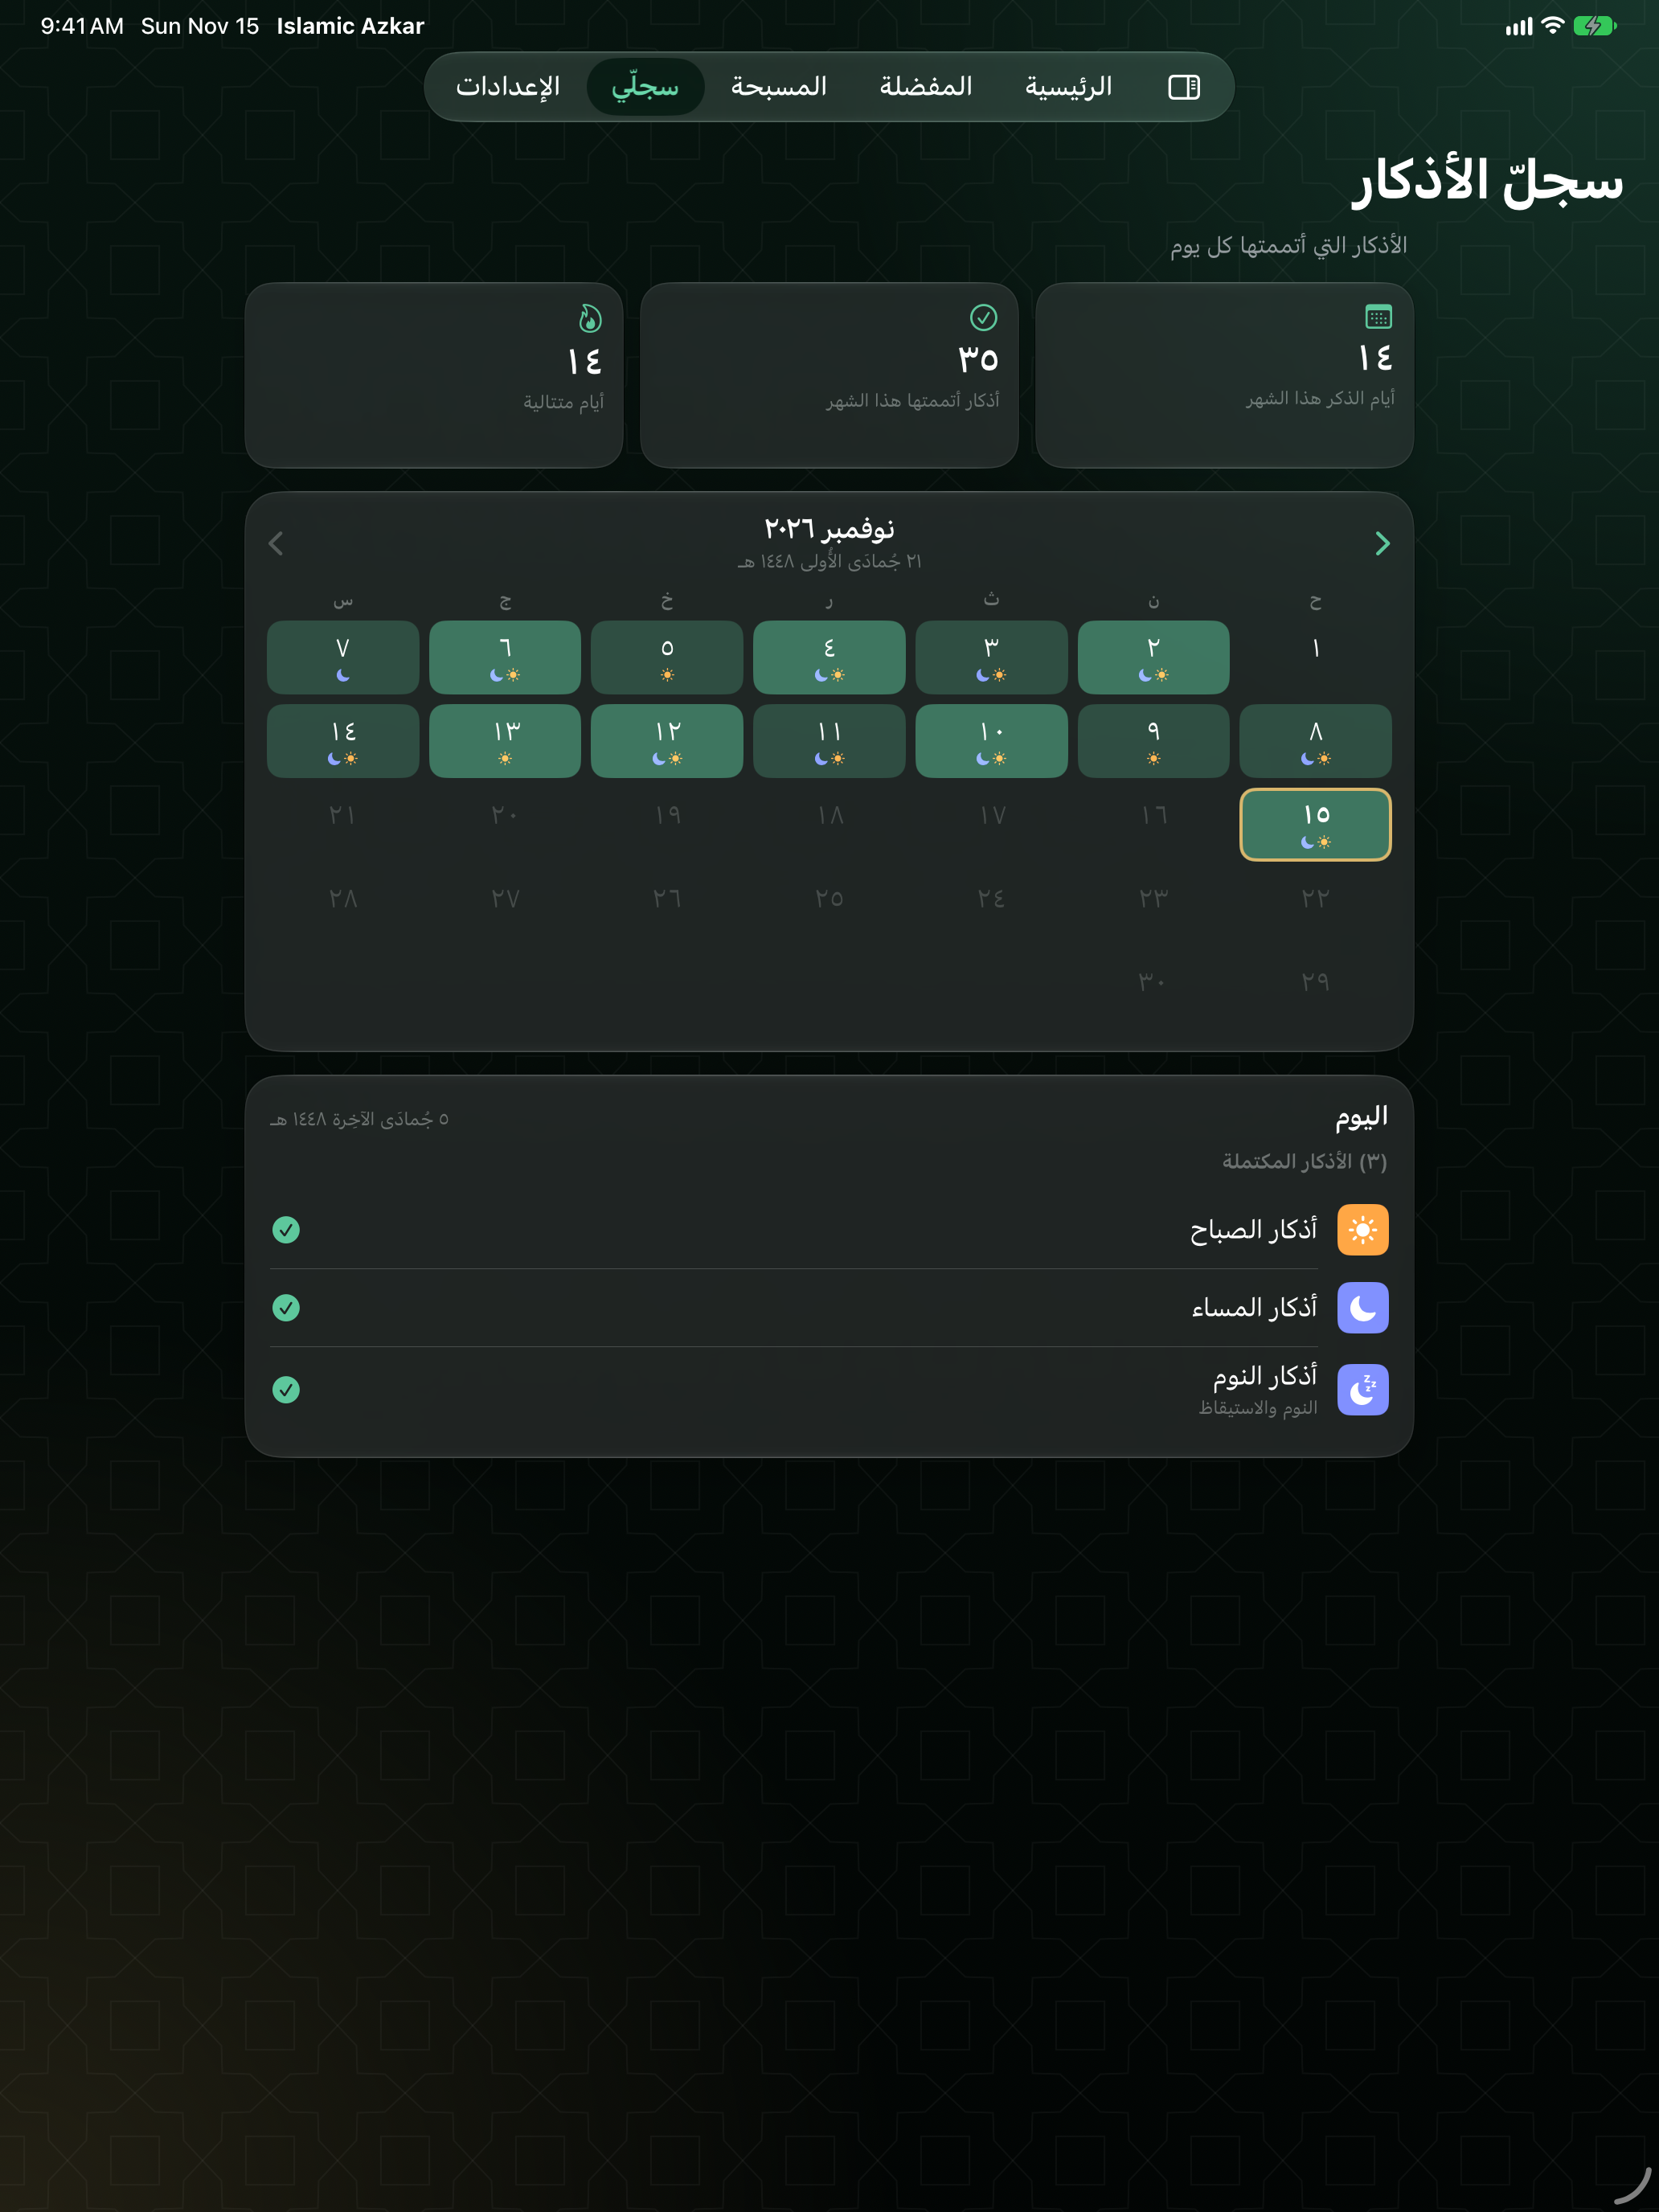 9:41 AM Sun Nov 15 Islamic Azkar
الرئيسية المفضلة المسبحة سجلّي الإعدادات
سجلّ الأذكار
الأذكار التي أتممتها كل يوم
١٤
أيام الذكر هذا الشهر
٣٥
أذكار أتممتها هذا الشهر
١٤
أيام متتالية
نوفمبر ٢٠٢٦
٢١ جُمادَى الأُولى ١٤٤٨ هـ
ح ن ث ر خ ج س
١ ٢ ٣ ٤ ٥ ٦ ٧
٨ ٩ ١٠ ١١ ١٢ ١٣ ١٤
١٥ ١٦ ١٧ ١٨ ١٩ ٢٠ ٢١
٢٢ ٢٣ ٢٤ ٢٥ ٢٦ ٢٧ ٢٨
٢٩ ٣٠
اليوم ٥ جُمادَى الآخِرة ١٤٤٨ هـ
(٣) الأذكار المكتملة
أذكار الصباح
أذكار المساء
أذكار النوم
النوم والاستيقاظ